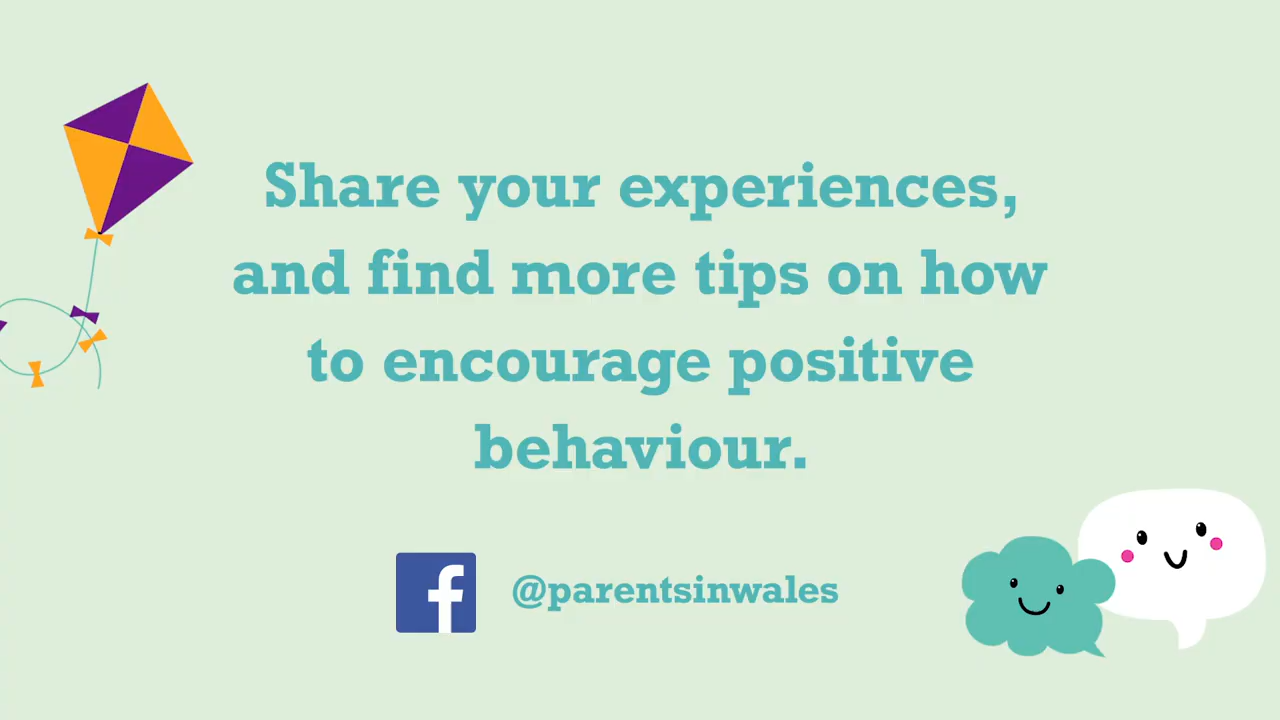 Share your experiences,
and find more tips on how
to encourage positive
behaviour.
@parentsinwales